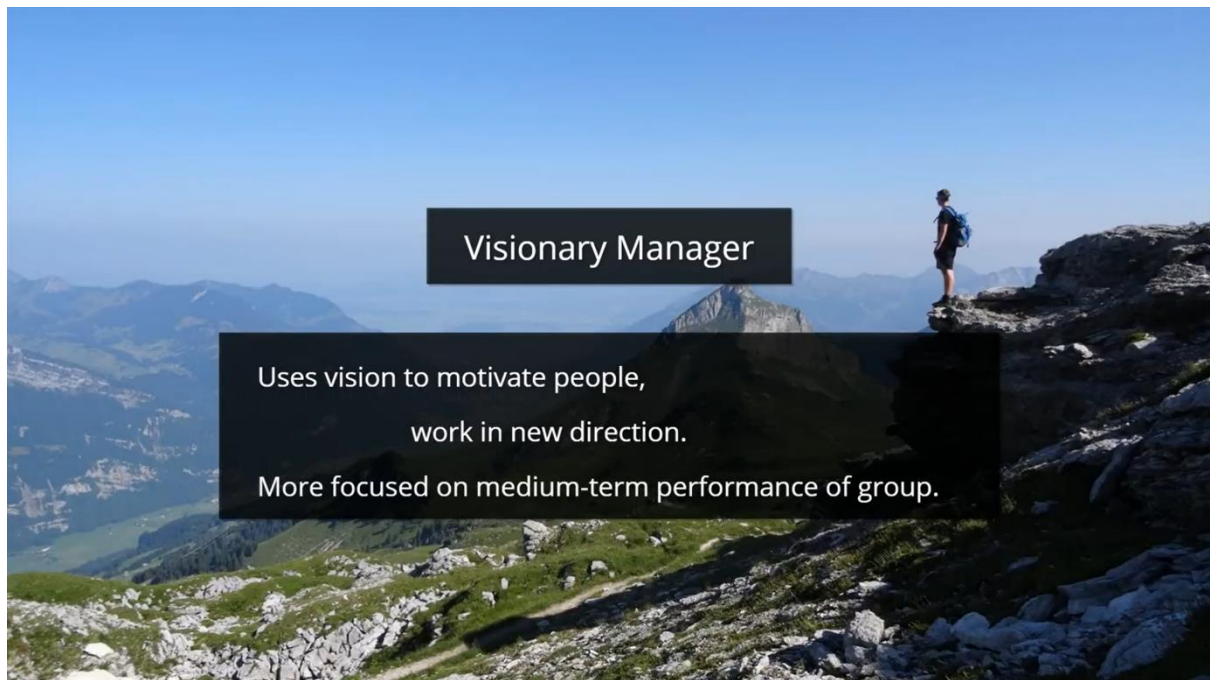 Visionary Manager
Uses vision to motivate people,
work in new direction.
More focused on medium-term performance of group.